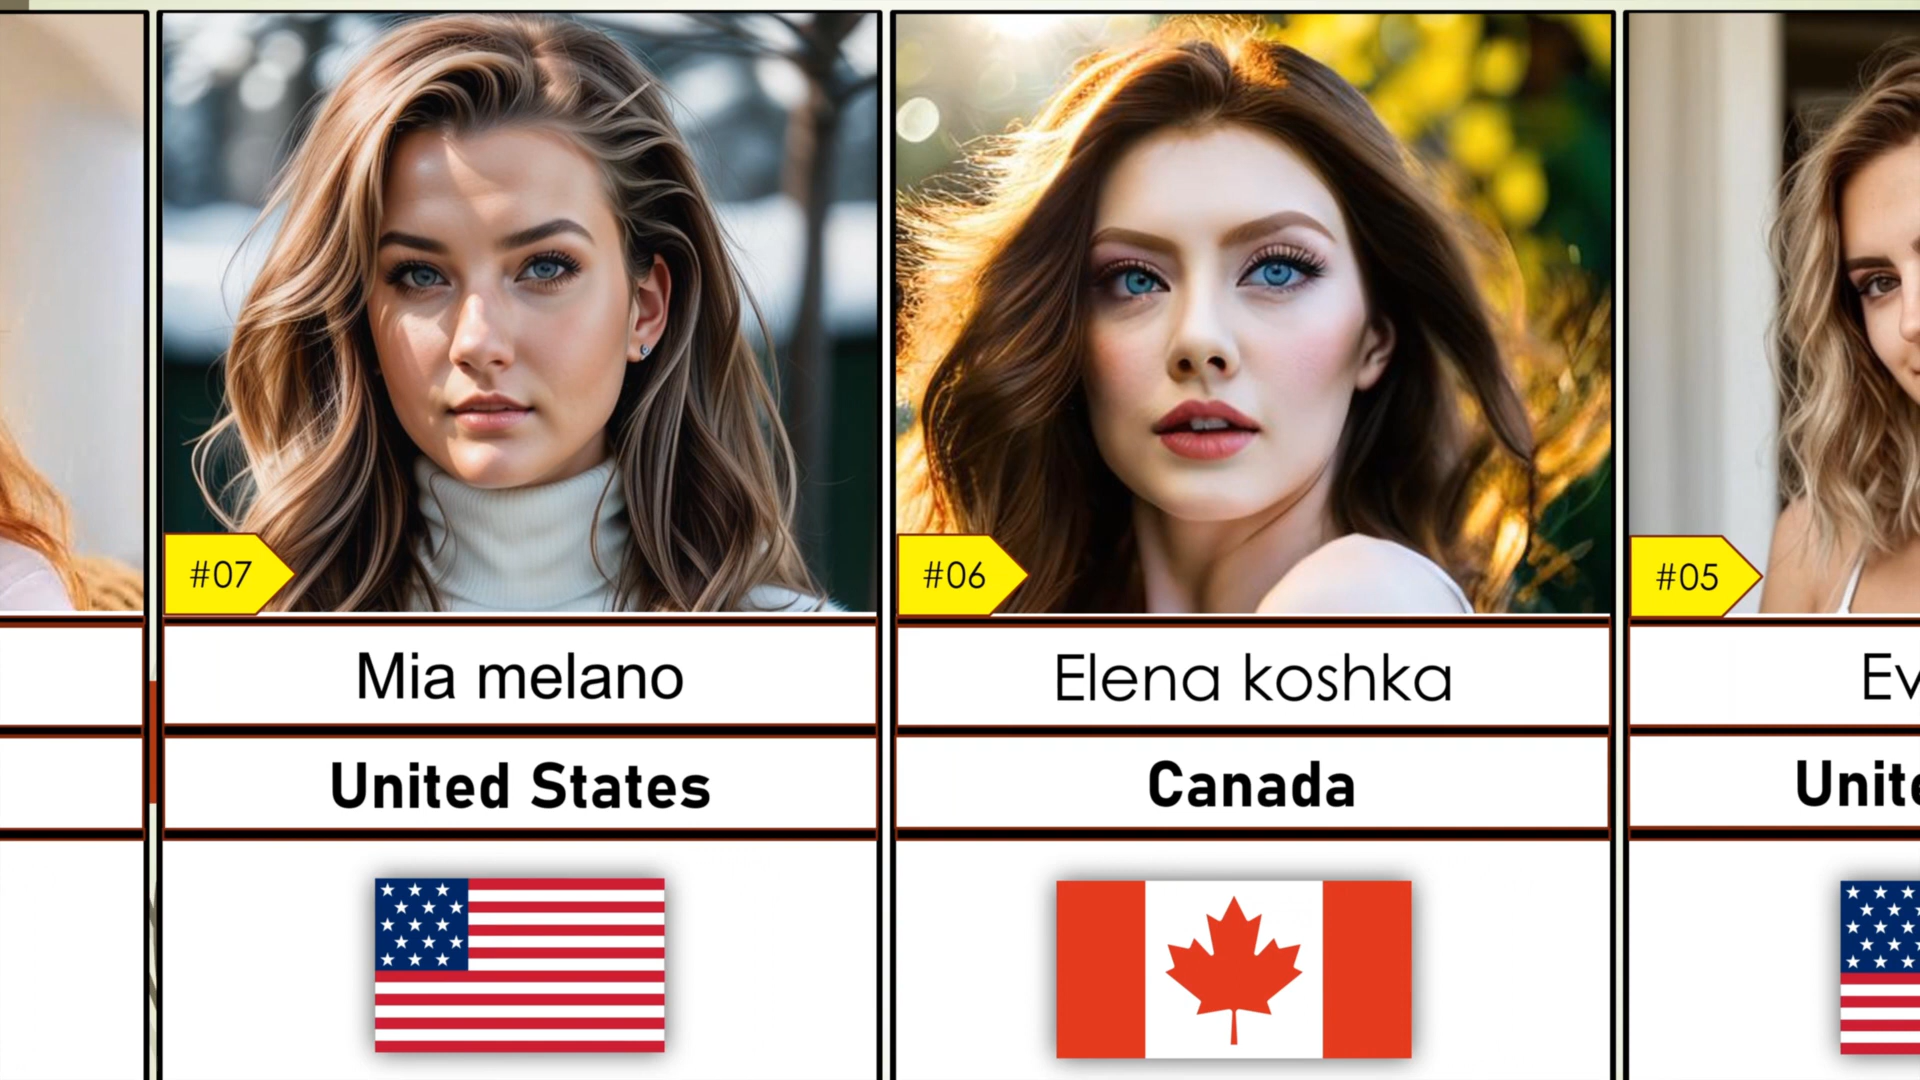 #07
Mia melano
United States
#06
Elena koshka
Canada
#05